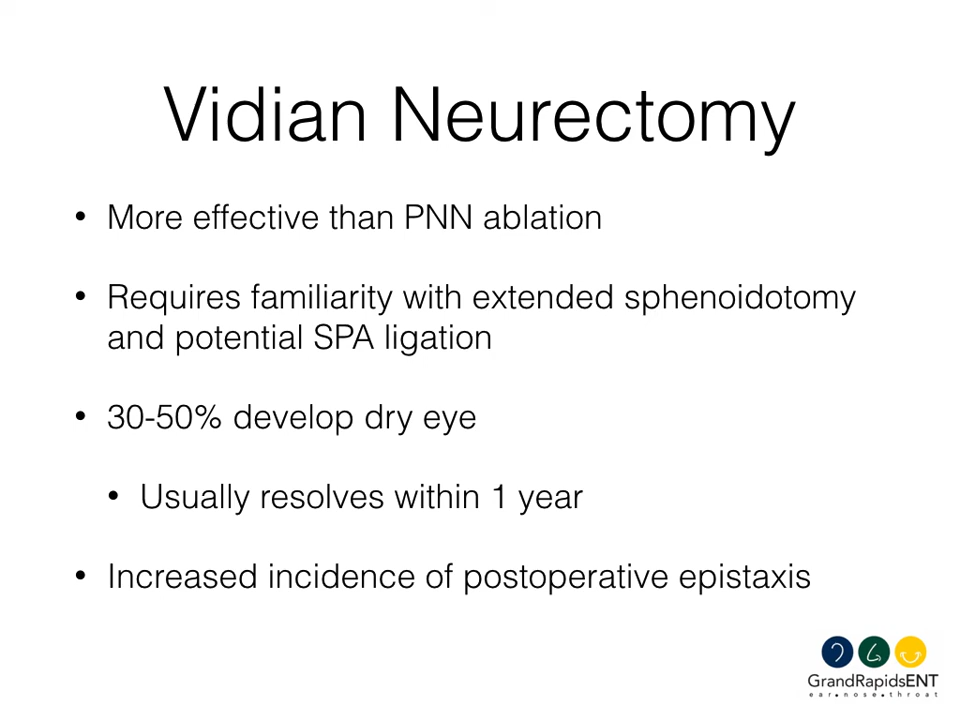 Vidian Neurectomy
• More effective than PNN ablation
• Requires familiarity with extended sphenoidotomy
and potential SPA ligation
• 30-50% develop dry eye
• Usually resolves within 1 year
• Increased incidence of postoperative epistaxis
GrandRapidsENT
ear.nose.throat